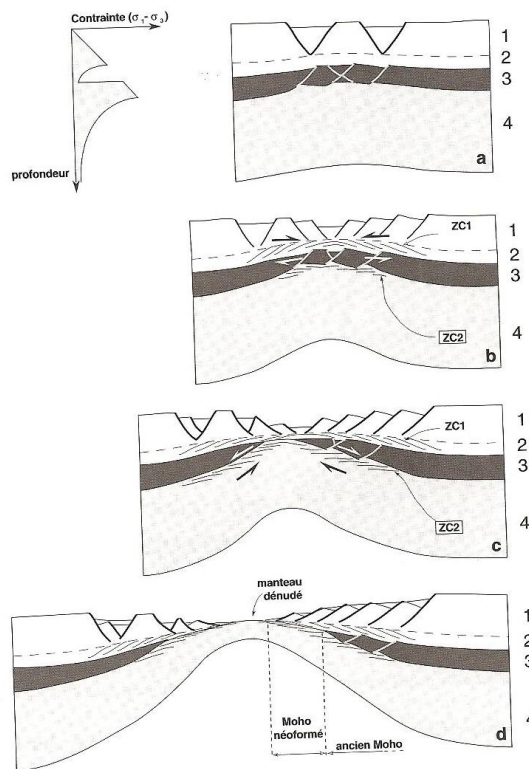 Contrainte (σ₁-σ₃)
profondeur
1
2
3
4
a
ZC1
1
2
3
ZC2
4
b
ZC1
1
2
3
4
ZC2
c
manteau
dénudé
1
2
3
Moho
néoformé
ancien Moho
4
d